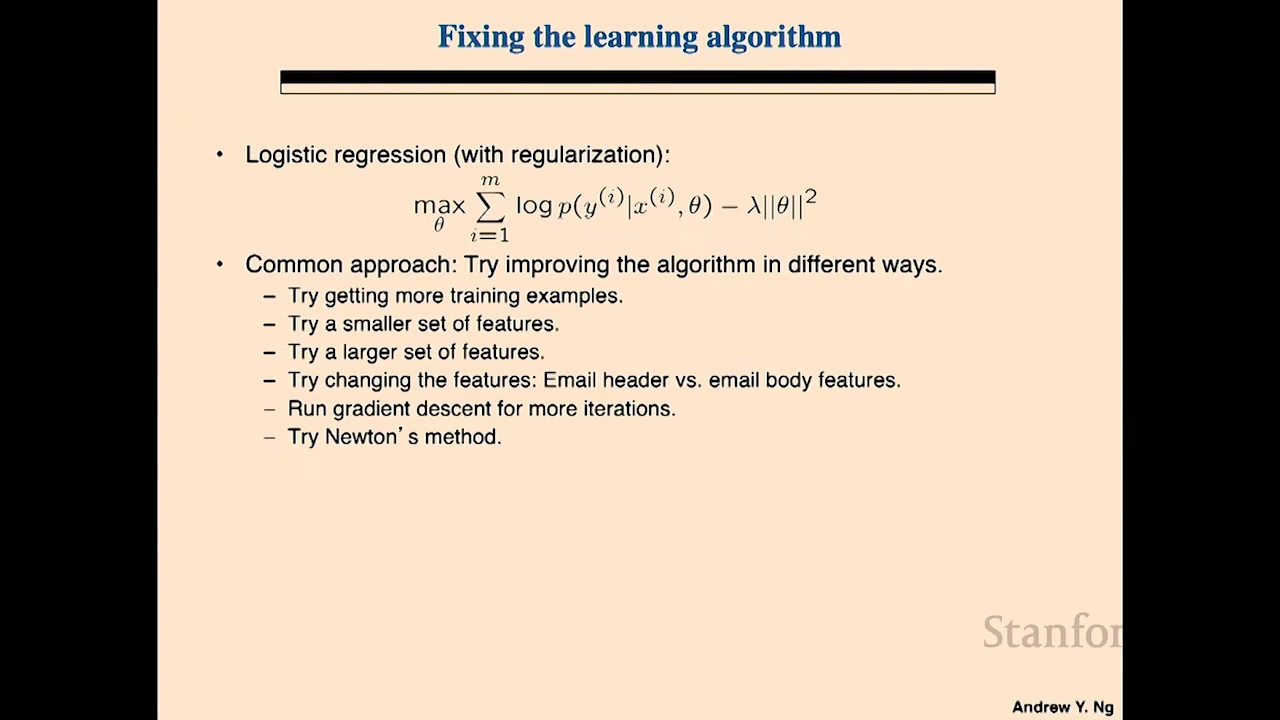 Fixing the learning algorithm
• Logistic regression (with regularization):
max_θ ∑_{i=1}^{m} log p(y^{(i)}|x^{(i)}, θ) − λ||θ||^2
• Common approach: Try improving the algorithm in different ways.
– Try getting more training examples.
– Try a smaller set of features.
– Try a larger set of features.
– Try changing the features: Email header vs. email body features.
– Run gradient descent for more iterations.
– Try Newton's method.
Stanfor
Andrew Y. Ng